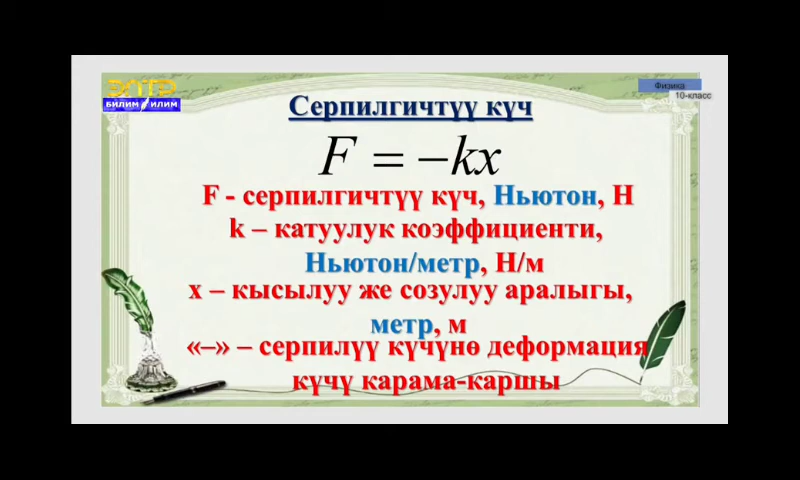 ЭЛТР
БИЛИМ ИЛИМ
Физика
10-класс
Серпилгичтүү күч
F = −kx
F - серпилгичтүү күч, Ньютон, Н
k – катуулук коэффициенти,
Ньютон/метр, Н/м
х – кысылуу же созулуу аралыгы,
метр, м
«–» – серпилүү күчүнө деформация
күчү карама-каршы